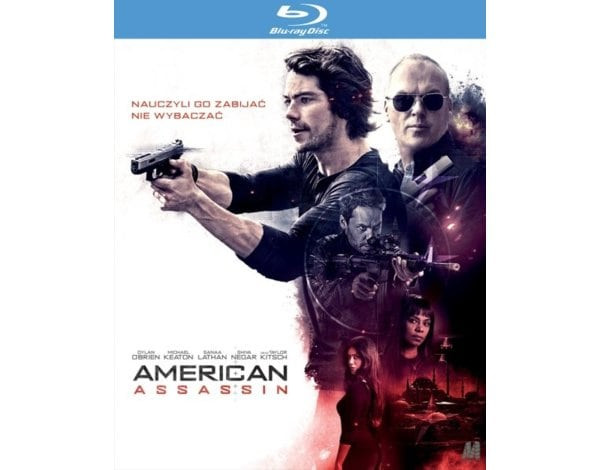 Blu-ray Disc
NAUCZYLI GO ZABIJAĆ
NIE WYBACZAĆ
DYLAN MICHAEL SANAA SHIVA AND TAYLOR
O'BRIEN KEATON LATHAN NEGAR KITSCH
AMERICAN
ASSASSIN
M